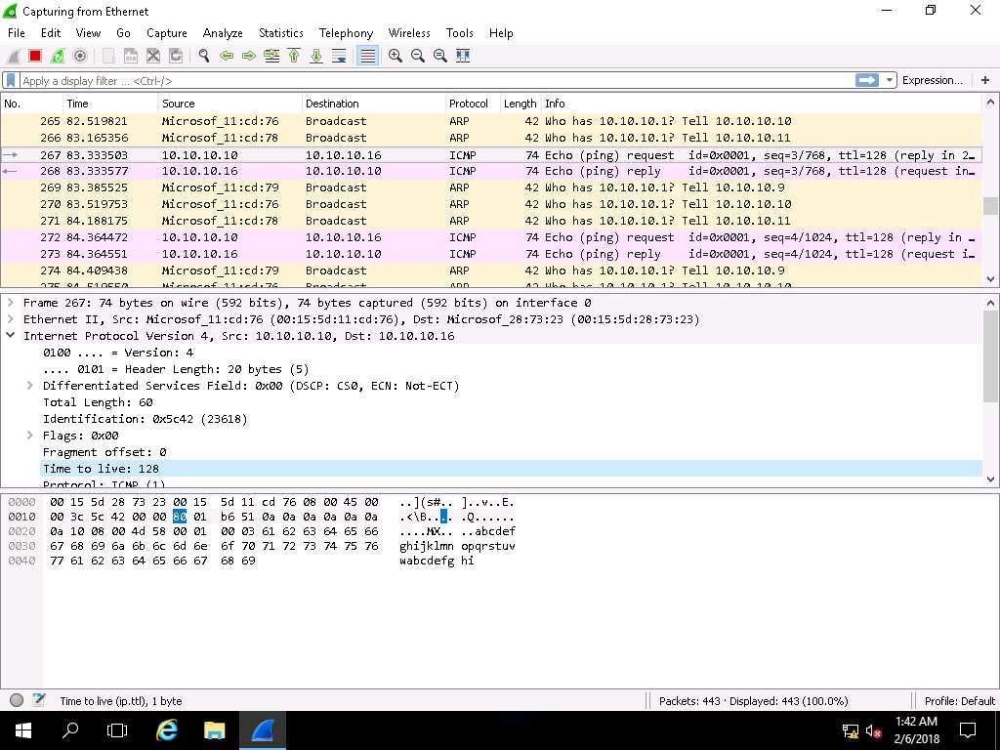 Capturing from Ethernet
File Edit View Go Capture Analyze Statistics Telephony Wireless Tools Help
Apply a display filter ... <Ctrl-/> Expression... +
No. Time Source Destination Protocol Length Info
265 82.519821 Microsof_11:cd:76 Broadcast ARP 42 Who has 10.10.10.1? Tell 10.10.10.10
266 83.165356 Microsof_11:cd:78 Broadcast ARP 42 Who has 10.10.10.1? Tell 10.10.10.11
267 83.333503 10.10.10.10 10.10.10.16 ICMP 74 Echo (ping) request id=0x0001, seq=3/768, ttl=128 (reply in 2…
268 83.333577 10.10.10.16 10.10.10.10 ICMP 74 Echo (ping) reply id=0x0001, seq=3/768, ttl=128 (request in…
269 83.385525 Microsof_11:cd:79 Broadcast ARP 42 Who has 10.10.10.1? Tell 10.10.10.9
270 83.519753 Microsof_11:cd:76 Broadcast ARP 42 Who has 10.10.10.1? Tell 10.10.10.10
271 84.188175 Microsof_11:cd:78 Broadcast ARP 42 Who has 10.10.10.1? Tell 10.10.10.11
272 84.364472 10.10.10.10 10.10.10.16 ICMP 74 Echo (ping) request id=0x0001, seq=4/1024, ttl=128 (reply in …
273 84.364551 10.10.10.16 10.10.10.10 ICMP 74 Echo (ping) reply id=0x0001, seq=4/1024, ttl=128 (request i…
274 84.409438 Microsof_11:cd:79 Broadcast ARP 42 Who has 10.10.10.1? Tell 10.10.10.9
Frame 267: 74 bytes on wire (592 bits), 74 bytes captured (592 bits) on interface 0
Ethernet II, Src: Microsof_11:cd:76 (00:15:5d:11:cd:76), Dst: Microsof_28:73:23 (00:15:5d:28:73:23)
Internet Protocol Version 4, Src: 10.10.10.10, Dst: 10.10.10.16
0100 .... = Version: 4
.... 0101 = Header Length: 20 bytes (5)
Differentiated Services Field: 0x00 (DSCP: CS0, ECN: Not-ECT)
Total Length: 60
Identification: 0x5c42 (23618)
Flags: 0x00
Fragment offset: 0
Time to live: 128
Protocol: ICMP (1)
0000 00 15 5d 28 73 23 00 15 5d 11 cd 76 08 00 45 00 ..](s#.. ]..v..E.
0010 00 3c 5c 42 00 00 80 01 b6 51 0a 0a 0a 0a 0a 0a .<\B.... .Q......
0020 0a 10 08 00 4d 58 00 01 00 03 61 62 63 64 65 66 ....MX.. ..abcdef
0030 67 68 69 6a 6b 6c 6d 6e 6f 70 71 72 73 74 75 76 ghijklmn opqrstuv
0040 77 61 62 63 64 65 66 67 68 69 wabcdefg hi
Time to live (ip.ttl), 1 byte Packets: 443 · Displayed: 443 (100.0%) Profile: Default
1:42 AM
2/6/2018